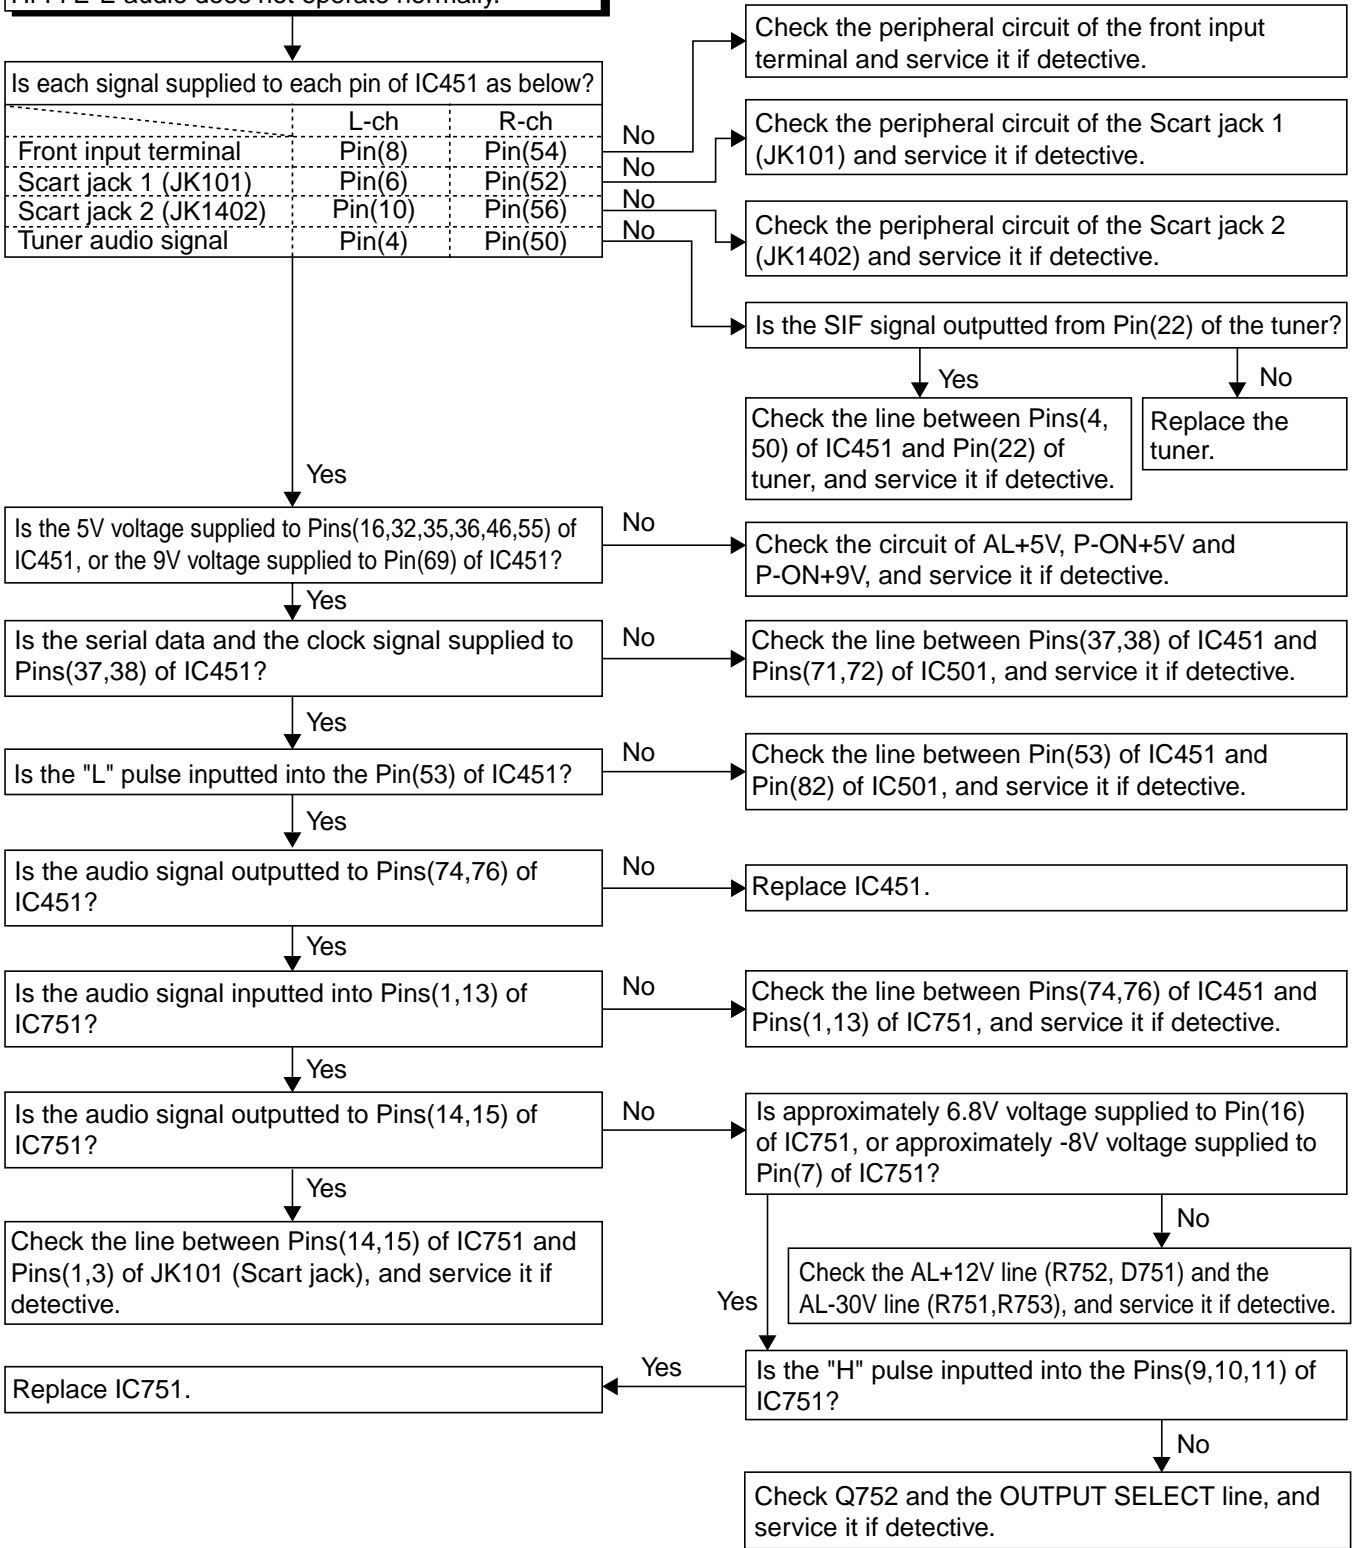 audio does not operate normally.
Check the peripheral circuit of the front input
terminal and service it if detective.
Is each signal supplied to each pin of IC451 as below?
L-ch R-ch
Front input terminal Pin(8) Pin(54) No
Scart jack 1 (JK101) Pin(6) Pin(52) No
Scart jack 2 (JK1402) Pin(10) Pin(56) No
Tuner audio signal Pin(4) Pin(50) No
Check the peripheral circuit of the Scart jack 1
(JK101) and service it if detective.
Check the peripheral circuit of the Scart jack 2
(JK1402) and service it if detective.
Is the SIF signal outputted from Pin(22) of the tuner?
Yes No
Check the line between Pins(4,
50) of IC451 and Pin(22) of
tuner, and service it if detective.
Replace the
tuner.
Yes
Is the 5V voltage supplied to Pins(16,32,35,36,46,55) of
IC451, or the 9V voltage supplied to Pin(69) of IC451?
No
Check the circuit of AL+5V, P-ON+5V and
P-ON+9V, and service it if detective.
Yes
Is the serial data and the clock signal supplied to
Pins(37,38) of IC451?
No
Check the line between Pins(37,38) of IC451 and
Pins(71,72) of IC501, and service it if detective.
Yes
Is the "L" pulse inputted into the Pin(53) of IC451?
No
Check the line between Pin(53) of IC451 and
Pin(82) of IC501, and service it if detective.
Yes
Is the audio signal outputted to Pins(74,76) of
IC451?
No
Replace IC451.
Yes
Is the audio signal inputted into Pins(1,13) of
IC751?
No
Check the line between Pins(74,76) of IC451 and
Pins(1,13) of IC751, and service it if detective.
Yes
Is the audio signal outputted to Pins(14,15) of
IC751?
No
Is approximately 6.8V voltage supplied to Pin(16)
of IC751, or approximately -8V voltage supplied to
Pin(7) of IC751?
Yes
Check the line between Pins(14,15) of IC751 and
Pins(1,3) of JK101 (Scart jack), and service it if
detective.
No
Check the AL+12V line (R752, D751) and the
AL-30V line (R751,R753), and service it if detective.
Yes
Is the "H" pulse inputted into the Pins(9,10,11) of
IC751?
Yes
Replace IC751.
No
Check Q752 and the OUTPUT SELECT line, and
service it if detective.